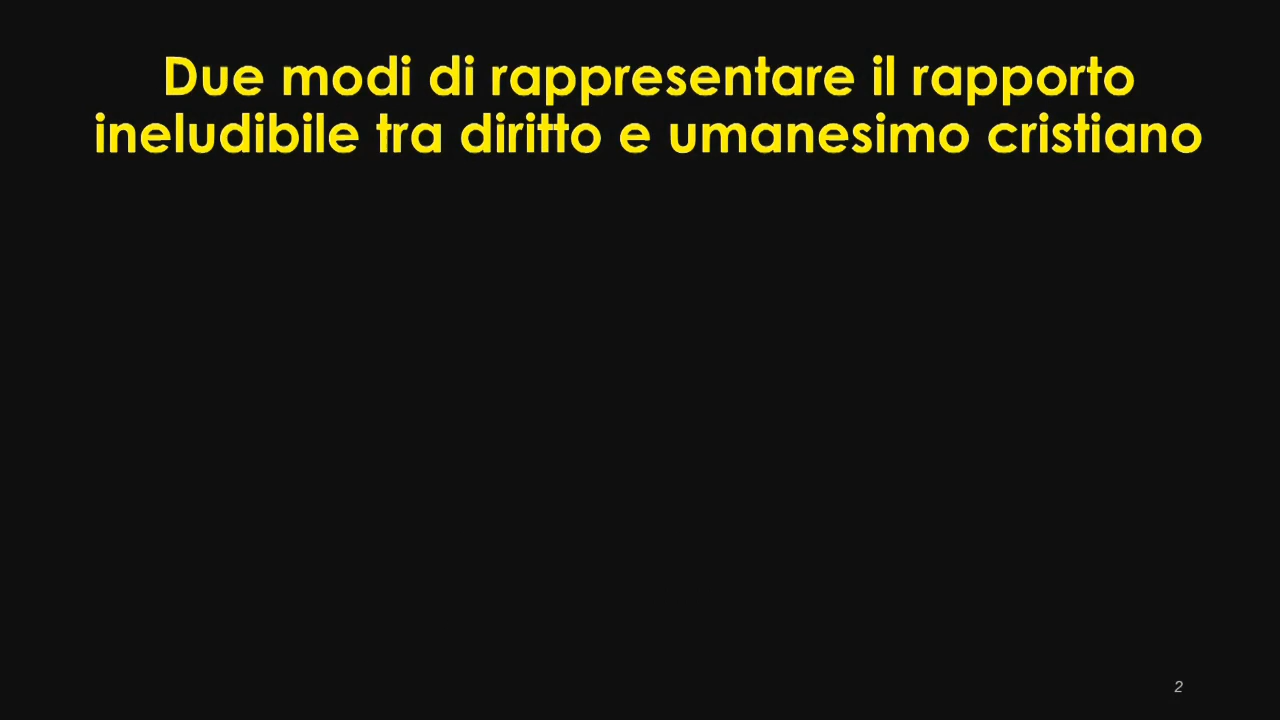 Due modi di rappresentare il rapporto
ineludibile tra diritto e umanesimo cristiano
2